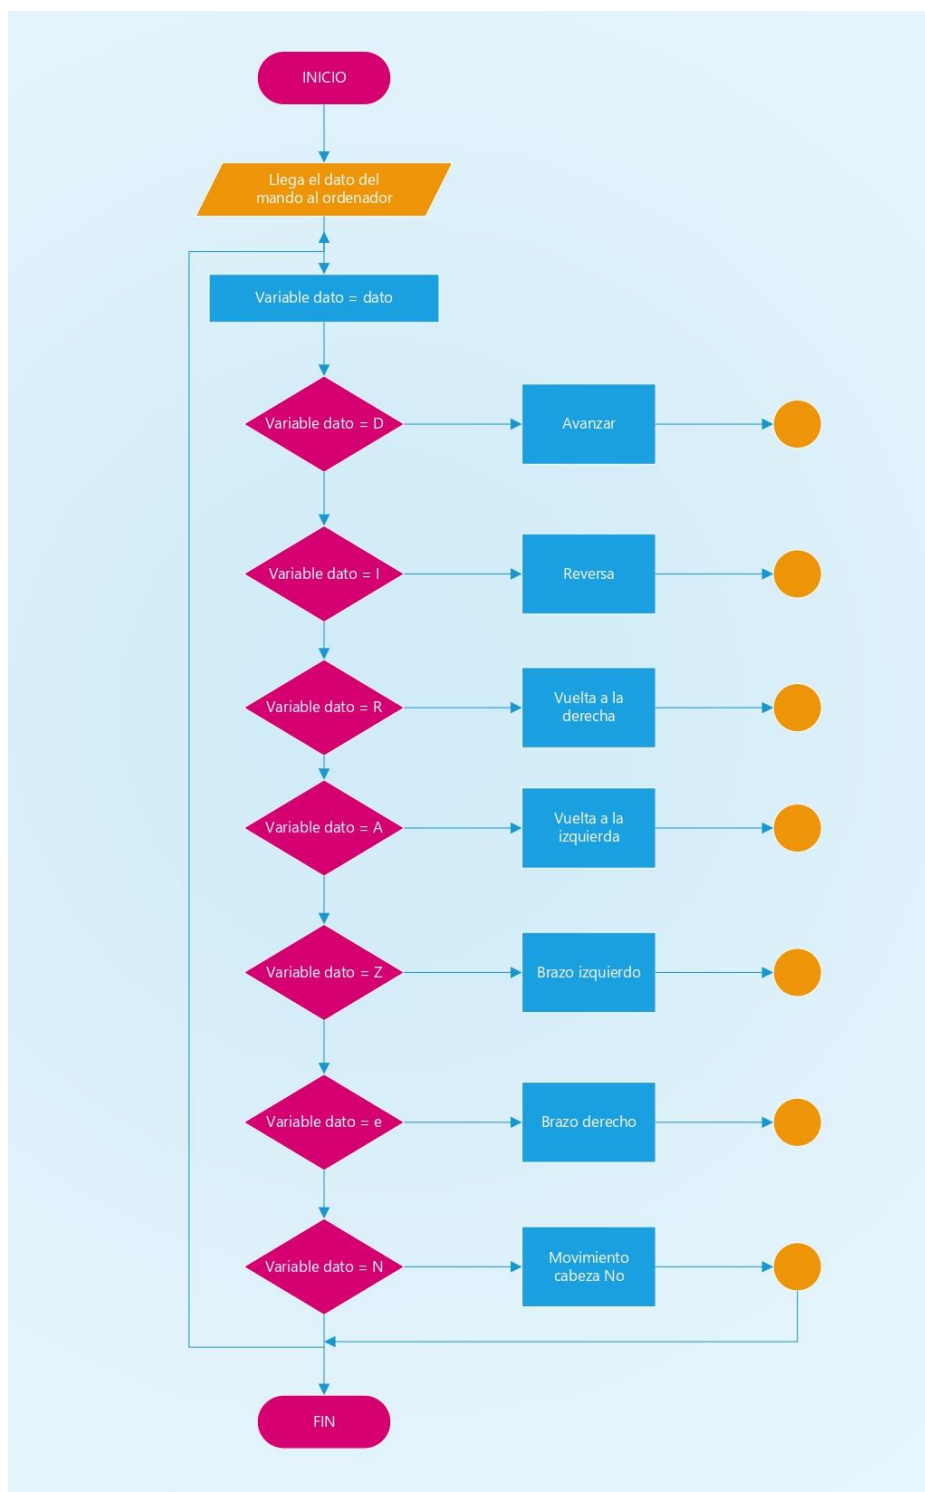 INICIO
Llega el dato del
mando al ordenador
Variable dato = dato
Variable dato = D
Avanzar
Variable dato = I
Reversa
Variable dato = R
Vuelta a la
derecha
Variable dato = A
Vuelta a la
izquierda
Variable dato = Z
Brazo izquierdo
Variable dato = e
Brazo derecho
Variable dato = N
Movimiento
cabeza No
FIN